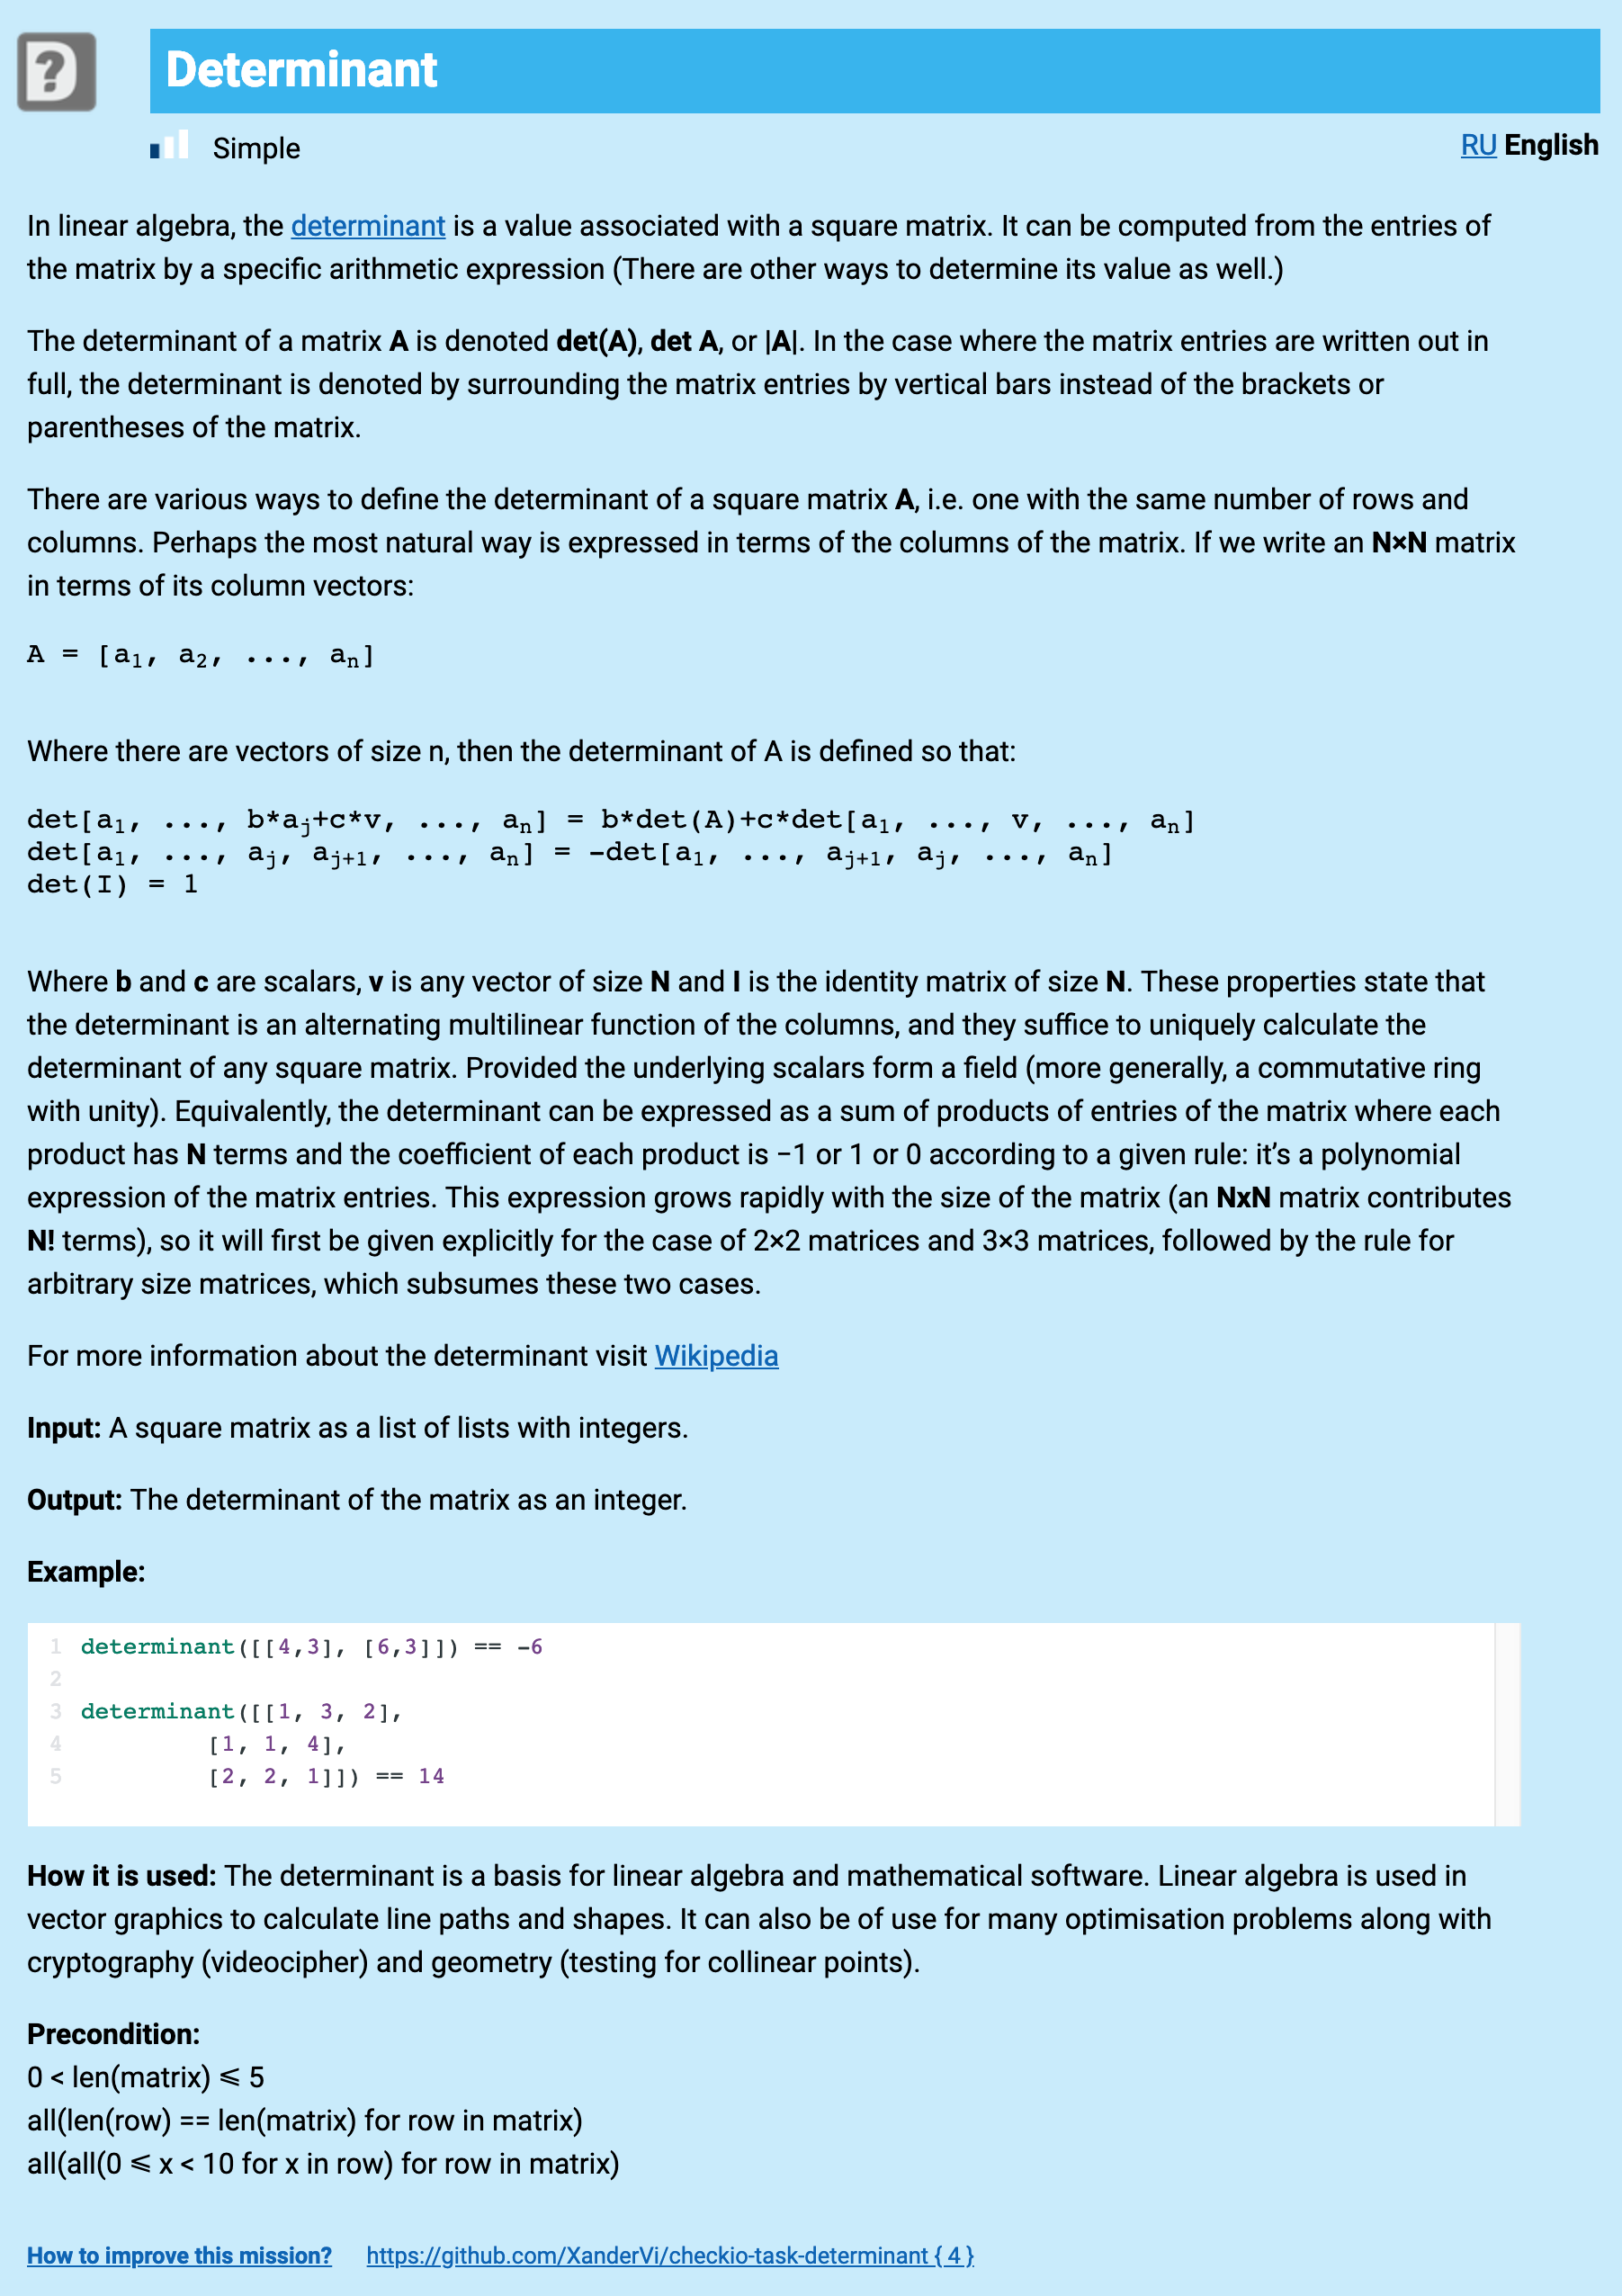 Determinant
Simple
RU English
In linear algebra, the determinant is a value associated with a square matrix. It can be computed from the entries of
the matrix by a specific arithmetic expression (There are other ways to determine its value as well.)
The determinant of a matrix A is denoted det(A), det A, or |A|. In the case where the matrix entries are written out in
full, the determinant is denoted by surrounding the matrix entries by vertical bars instead of the brackets or
parentheses of the matrix.
There are various ways to define the determinant of a square matrix A, i.e. one with the same number of rows and
columns. Perhaps the most natural way is expressed in terms of the columns of the matrix. If we write an N×N matrix
in terms of its column vectors:
A = [a₁, a₂, ..., aₙ]
Where there are vectors of size n, then the determinant of A is defined so that:
det[a₁, ..., b*aⱼ+c*v, ..., aₙ] = b*det(A)+c*det[a₁, ..., v, ..., aₙ]
det[a₁, ..., aⱼ, aⱼ₊₁, ..., aₙ] = −det[a₁, ..., aⱼ₊₁, aⱼ, ..., aₙ]
det(I) = 1
Where b and c are scalars, v is any vector of size N and I is the identity matrix of size N. These properties state that
the determinant is an alternating multilinear function of the columns, and they suffice to uniquely calculate the
determinant of any square matrix. Provided the underlying scalars form a field (more generally, a commutative ring
with unity). Equivalently, the determinant can be expressed as a sum of products of entries of the matrix where each
product has N terms and the coefficient of each product is −1 or 1 or 0 according to a given rule: it's a polynomial
expression of the matrix entries. This expression grows rapidly with the size of the matrix (an NxN matrix contributes
N! terms), so it will first be given explicitly for the case of 2×2 matrices and 3×3 matrices, followed by the rule for
arbitrary size matrices, which subsumes these two cases.
For more information about the determinant visit Wikipedia
Input: A square matrix as a list of lists with integers.
Output: The determinant of the matrix as an integer.
Example:
1 determinant([[4,3], [6,3]]) == -6
2
3 determinant([[1, 3, 2],
4 [1, 1, 4],
5 [2, 2, 1]]) == 14
How it is used: The determinant is a basis for linear algebra and mathematical software. Linear algebra is used in
vector graphics to calculate line paths and shapes. It can also be of use for many optimisation problems along with
cryptography (videocipher) and geometry (testing for collinear points).
Precondition:
0 < len(matrix) ⩽ 5
all(len(row) == len(matrix) for row in matrix)
all(all(0 ⩽ x < 10 for x in row) for row in matrix)
How to improve this mission? https://github.com/XanderVi/checkio-task-determinant { 4 }